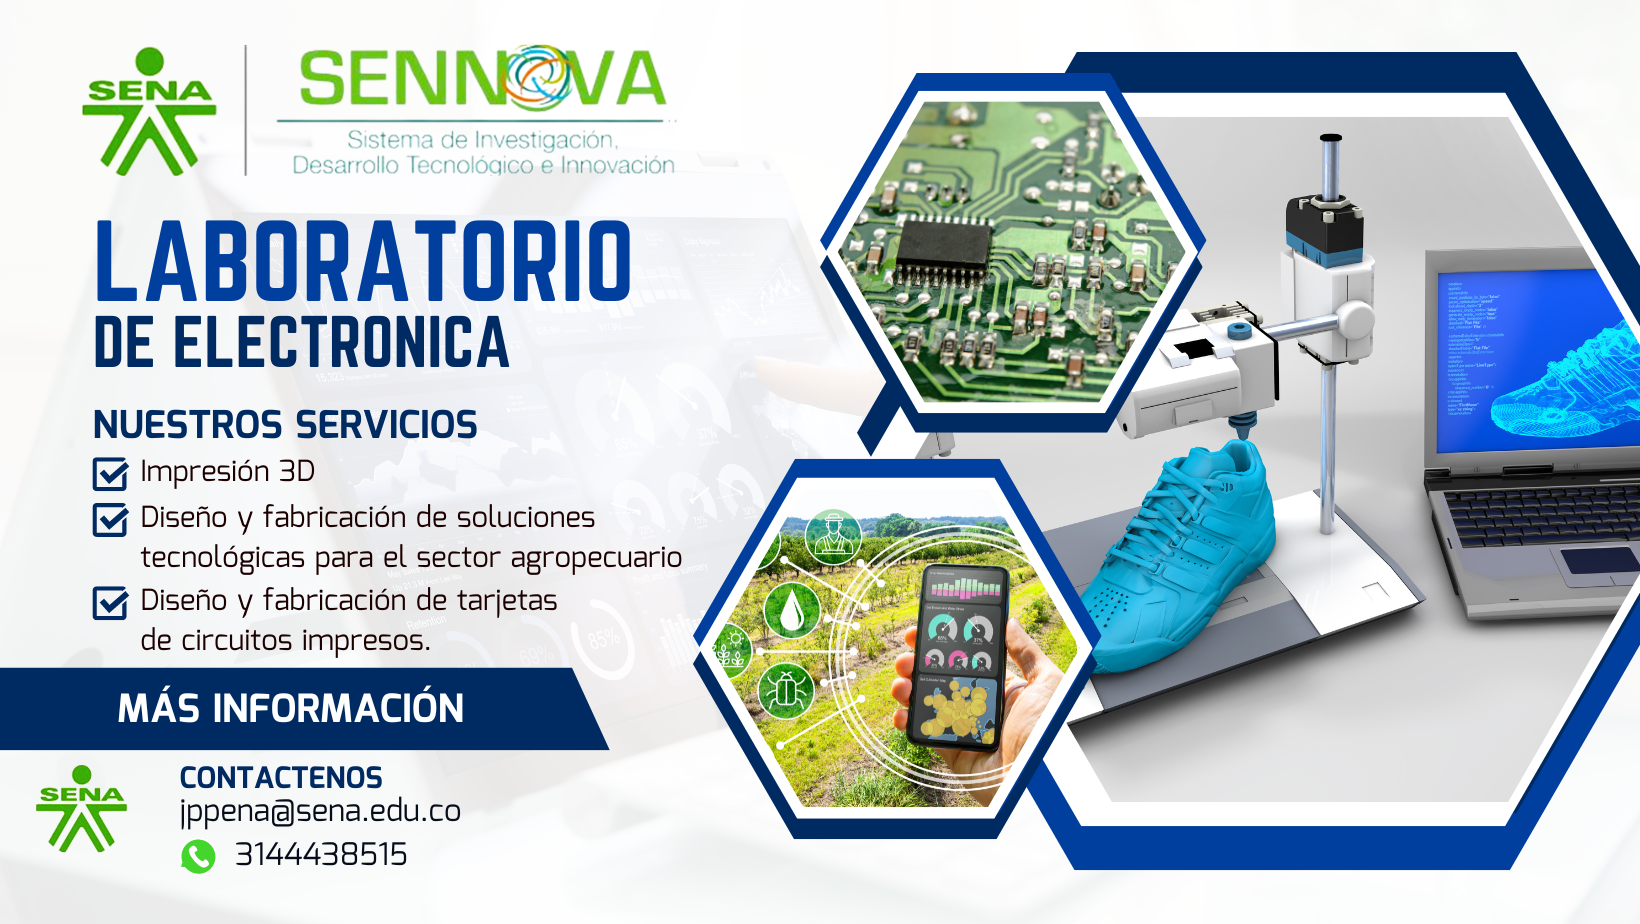 SENA
SENNOVA
Sistema de Investigación,
Desarrollo Tecnológico e Innovación
LABORATORIO
DE ELECTRONICA
NUESTROS SERVICIOS
Impresión 3D
Diseño y fabricación de soluciones
tecnológicas para el sector agropecuario
Diseño y fabricación de tarjetas
de circuitos impresos.
MÁS INFORMACIÓN
SENA
CONTACTENOS
jppena@sena.edu.co
3144438515